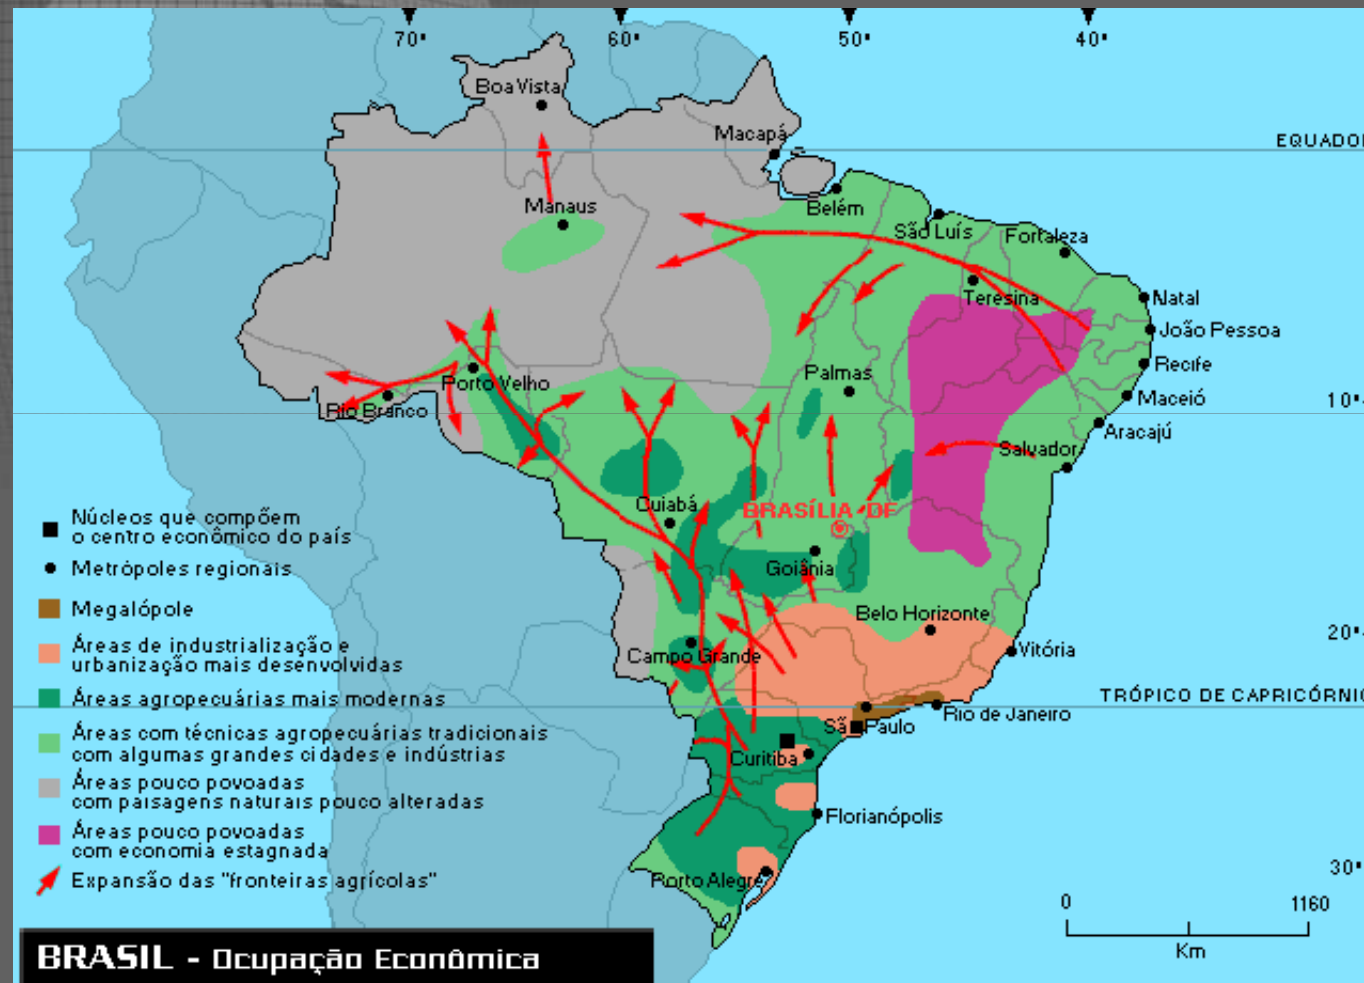 70°
60°
50°
40°
Boa Vista
Macapá
EQUADOR
Manaus
Belém
São Luís
Fortaleza
Teresina
Natal
João Pessoa
Recife
Palmas
Porto Velho
Rio Branco
Maceió
10°
Aracajú
Salvador
Cuiabá
BRASÍLIA-DF
Goiânia
Belo Horizonte
20°
Vitória
Campo Grande
TRÓPICO DE CAPRICÓRNIO
Rio de Janeiro
São Paulo
Curitiba
Florianópolis
30°
Porto Alegre
Núcleos que compõem
o centro econômico do país
Metrópoles regionais
Megalópole
Áreas de industrialização e
urbanização mais desenvolvidas
Áreas agropecuárias mais modernas
Áreas com técnicas agropecuárias tradicionais
com algumas grandes cidades e indústrias
Áreas pouco povoadas
com paisagens naturais pouco alteradas
Áreas pouco povoadas
com economia estagnada
Expansão das "fronteiras agrícolas"
0
1160
Km
BRASIL - Ocupação Econômica